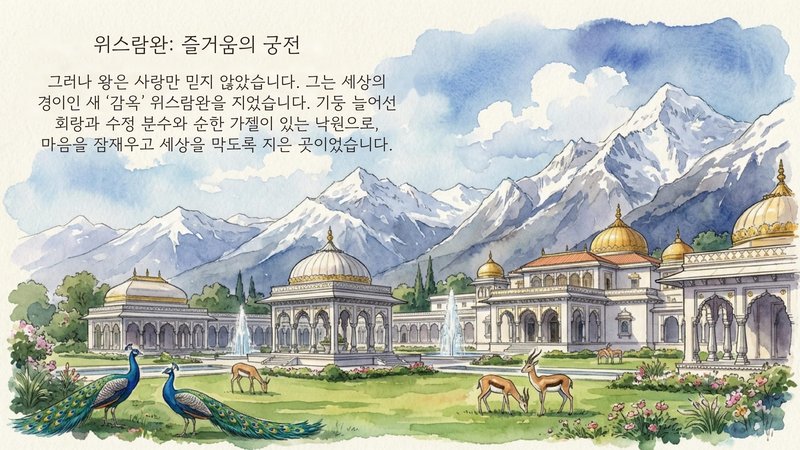 위스람완: 즐거움의 궁전
그러나 왕은 사랑만 믿지 않았습니다. 그는 세상의
경이인 새 ‘감옥’ 위스람완을 지었습니다. 기둥 늘어선
회랑과 수정 분수와 순한 가젤이 있는 낙원으로,
마음을 잠재우고 세상을 막도록 지은 곳이었습니다.